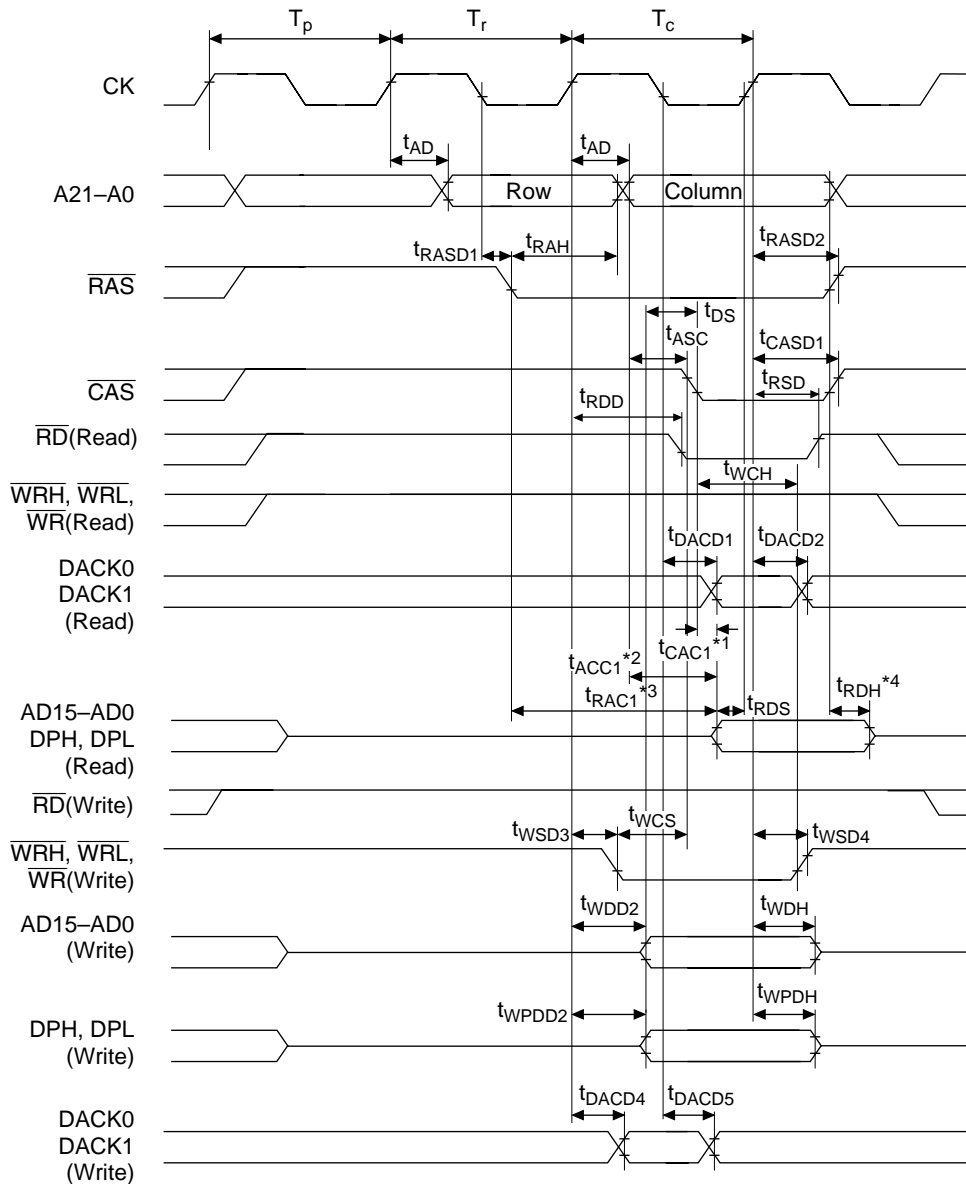 Tp Tr Tc
CK
tAD tAD
A21–A0 Row Column
tRASD1 tRAH tRASD2
RAS
tDS
tASC tCASD1
CAS
tRDD tRSD
RD(Read)
tWCH
WRH, WRL,
WR(Read)
tDACD1 tDACD2
DACK0
DACK1
(Read)
tCAC1*1
tACC1*2
tRAC1*3 tRDS tRDH*4
AD15–AD0
DPH, DPL
(Read)
RD(Write)
tWSD3 tWCS tWSD4
WRH, WRL,
WR(Write)
tWDD2 tWDH
AD15–AD0
(Write)
tWPDD2 tWPDH
DPH, DPL
(Write)
tDACD4 tDACD5
DACK0
DACK1
(Write)